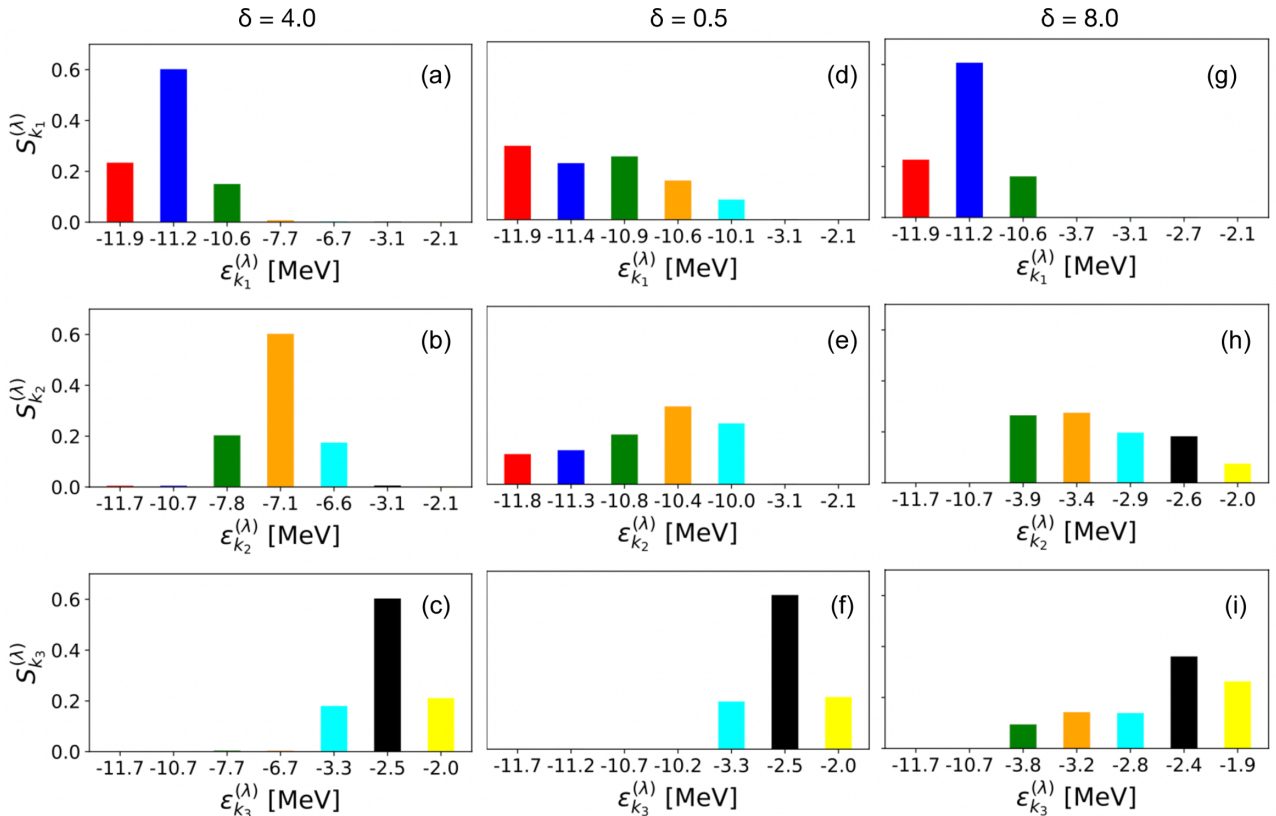 δ = 4.0 δ = 0.5 δ = 8.0
(a) (d) (g)
0.6
0.4
0.2
0.0
S_{k_1}^{(λ)}
-11.9 -11.2 -10.6 -7.7 -6.7 -3.1 -2.1
ε_{k_1}^{(λ)} [MeV]
-11.9 -11.4 -10.9 -10.6 -10.1 -3.1 -2.1
ε_{k_1}^{(λ)} [MeV]
-11.9 -11.2 -10.6 -3.7 -3.1 -2.7 -2.1
ε_{k_1}^{(λ)} [MeV]
(b) (e) (h)
0.6
0.4
0.2
0.0
S_{k_2}^{(λ)}
-11.7 -10.7 -7.8 -7.1 -6.6 -3.1 -2.1
ε_{k_2}^{(λ)} [MeV]
-11.8 -11.3 -10.8 -10.4 -10.0 -3.1 -2.1
ε_{k_2}^{(λ)} [MeV]
-11.7 -10.7 -3.9 -3.4 -2.9 -2.6 -2.0
ε_{k_2}^{(λ)} [MeV]
(c) (f) (i)
0.6
0.4
0.2
0.0
S_{k_3}^{(λ)}
-11.7 -10.7 -7.7 -6.7 -3.3 -2.5 -2.0
ε_{k_3}^{(λ)} [MeV]
-11.7 -11.2 -10.7 -10.2 -3.3 -2.5 -2.0
ε_{k_3}^{(λ)} [MeV]
-11.7 -10.7 -3.8 -3.2 -2.8 -2.4 -1.9
ε_{k_3}^{(λ)} [MeV]